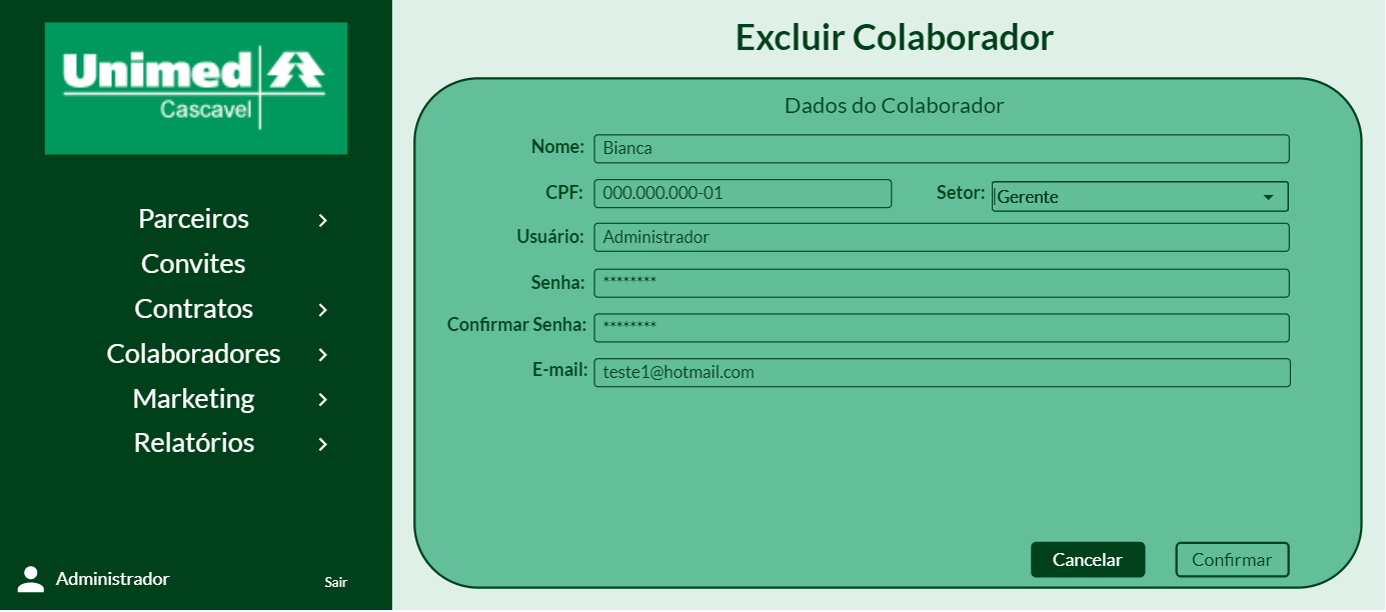 Unimed
Cascavel
Parceiros
Convites
Contratos
Colaboradores
Marketing
Relatórios
Administrador
Sair
Excluir Colaborador
Dados do Colaborador
Nome: Bianca
CPF: 000.000.000-01 Setor: Gerente
Usuário: Administrador
Senha: ********
Confirmar Senha: ********
E-mail: teste1@hotmail.com
Cancelar Confirmar